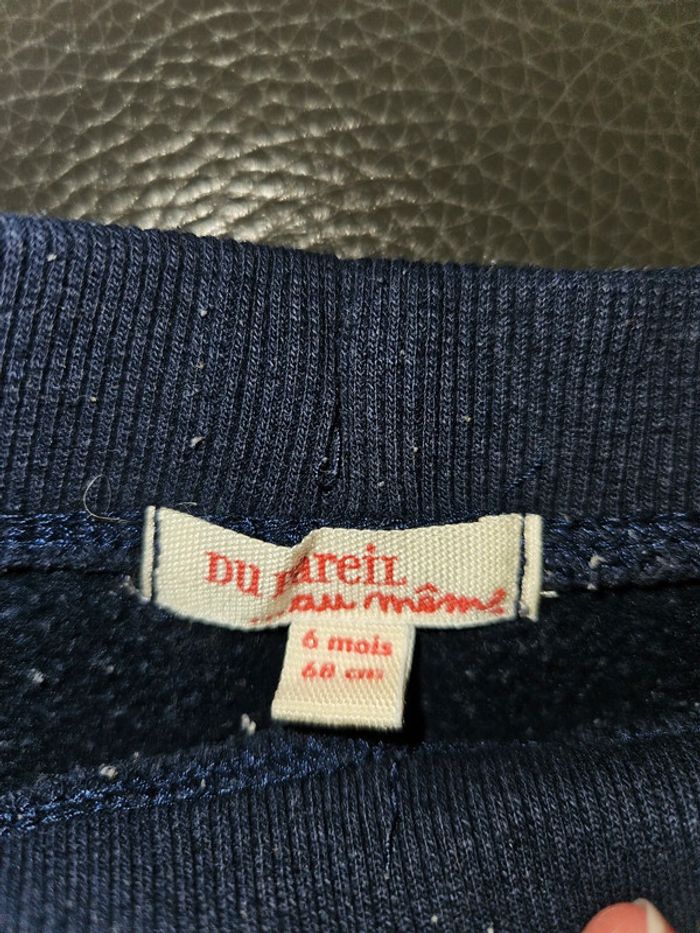 DU PareiL
...au même
6 mois
68 cm